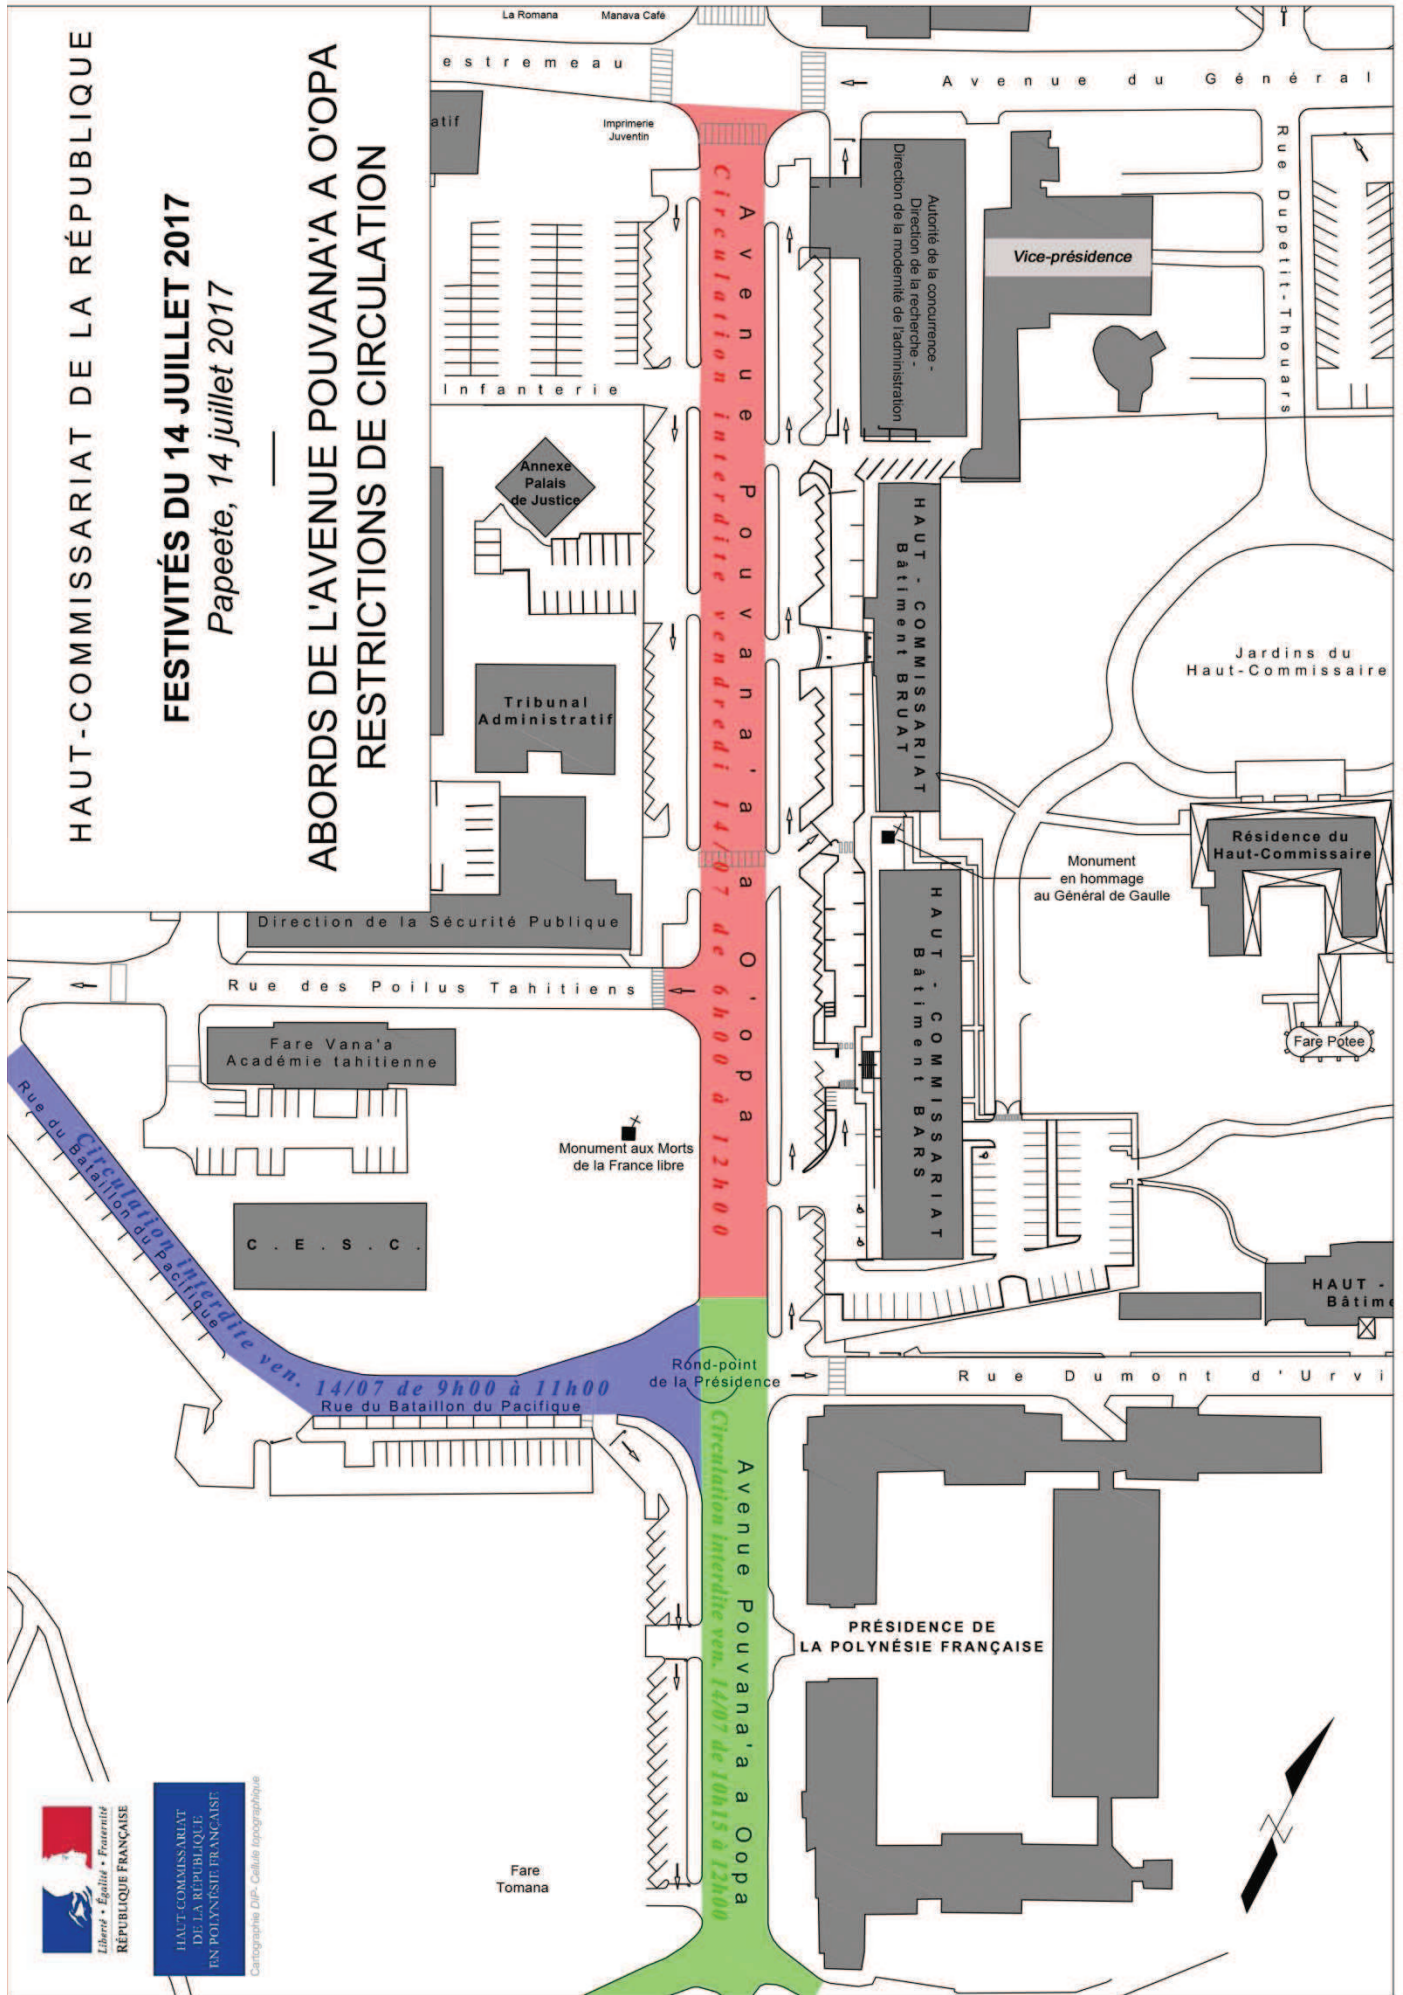 HAUT-COMMISSARIAT DE LA RÉPUBLIQUE
FESTIVITÉS DU 14 JUILLET 2017
Papeete, 14 juillet 2017
ABORDS DE L'AVENUE POUVANA'A A O'OPA
RESTRICTIONS DE CIRCULATION
La Romana
Manava Café
estremeau
Avenue du Général
atif
Imprimerie
Juventin
Rue Dupetit-Thouars
Autorité de la concurrence -
Direction de la recherche -
Direction de la modernité de l'administration
Vice-présidence
Infanterie
Avenue Pouvana'a a O'opa
Circulation interdite vendredi 14/07 de 6h00 à 12h00
Annexe
Palais
de Justice
HAUT - COMMISSARIAT
Bâtiment BRUAT
Jardins du
Haut-Commissaire
Tribunal
Administratif
Résidence du
Haut-Commissaire
Monument
en hommage
au Général de Gaulle
Direction de la Sécurité Publique
HAUT - COMMISSARIAT
Bâtiment BARS
Rue des Poilus Tahitiens
Fare Vana'a
Académie tahitienne
Fare Potee
Monument aux Morts
de la France libre
Rue du Bataillon du Pacifique
Circulation interdite ven. 14/07 de 9h00 à 11h00
Rue du Bataillon du Pacifique
C.E.S.C.
HAUT -
Bâtime
Rond-point
de la Présidence
Rue Dumont d'Urvi
Avenue Pouvana'a a Oopa
Circulation interdite ven. 14/07 de 10h15 à 12h00
PRÉSIDENCE DE
LA POLYNÉSIE FRANÇAISE
Fare
Tomana
Liberté • Égalité • Fraternité
RÉPUBLIQUE FRANÇAISE
HAUT-COMMISSARIAT
DE LA RÉPUBLIQUE
EN POLYNÉSIE FRANÇAISE
Cartographie DIP- Cellule topographique